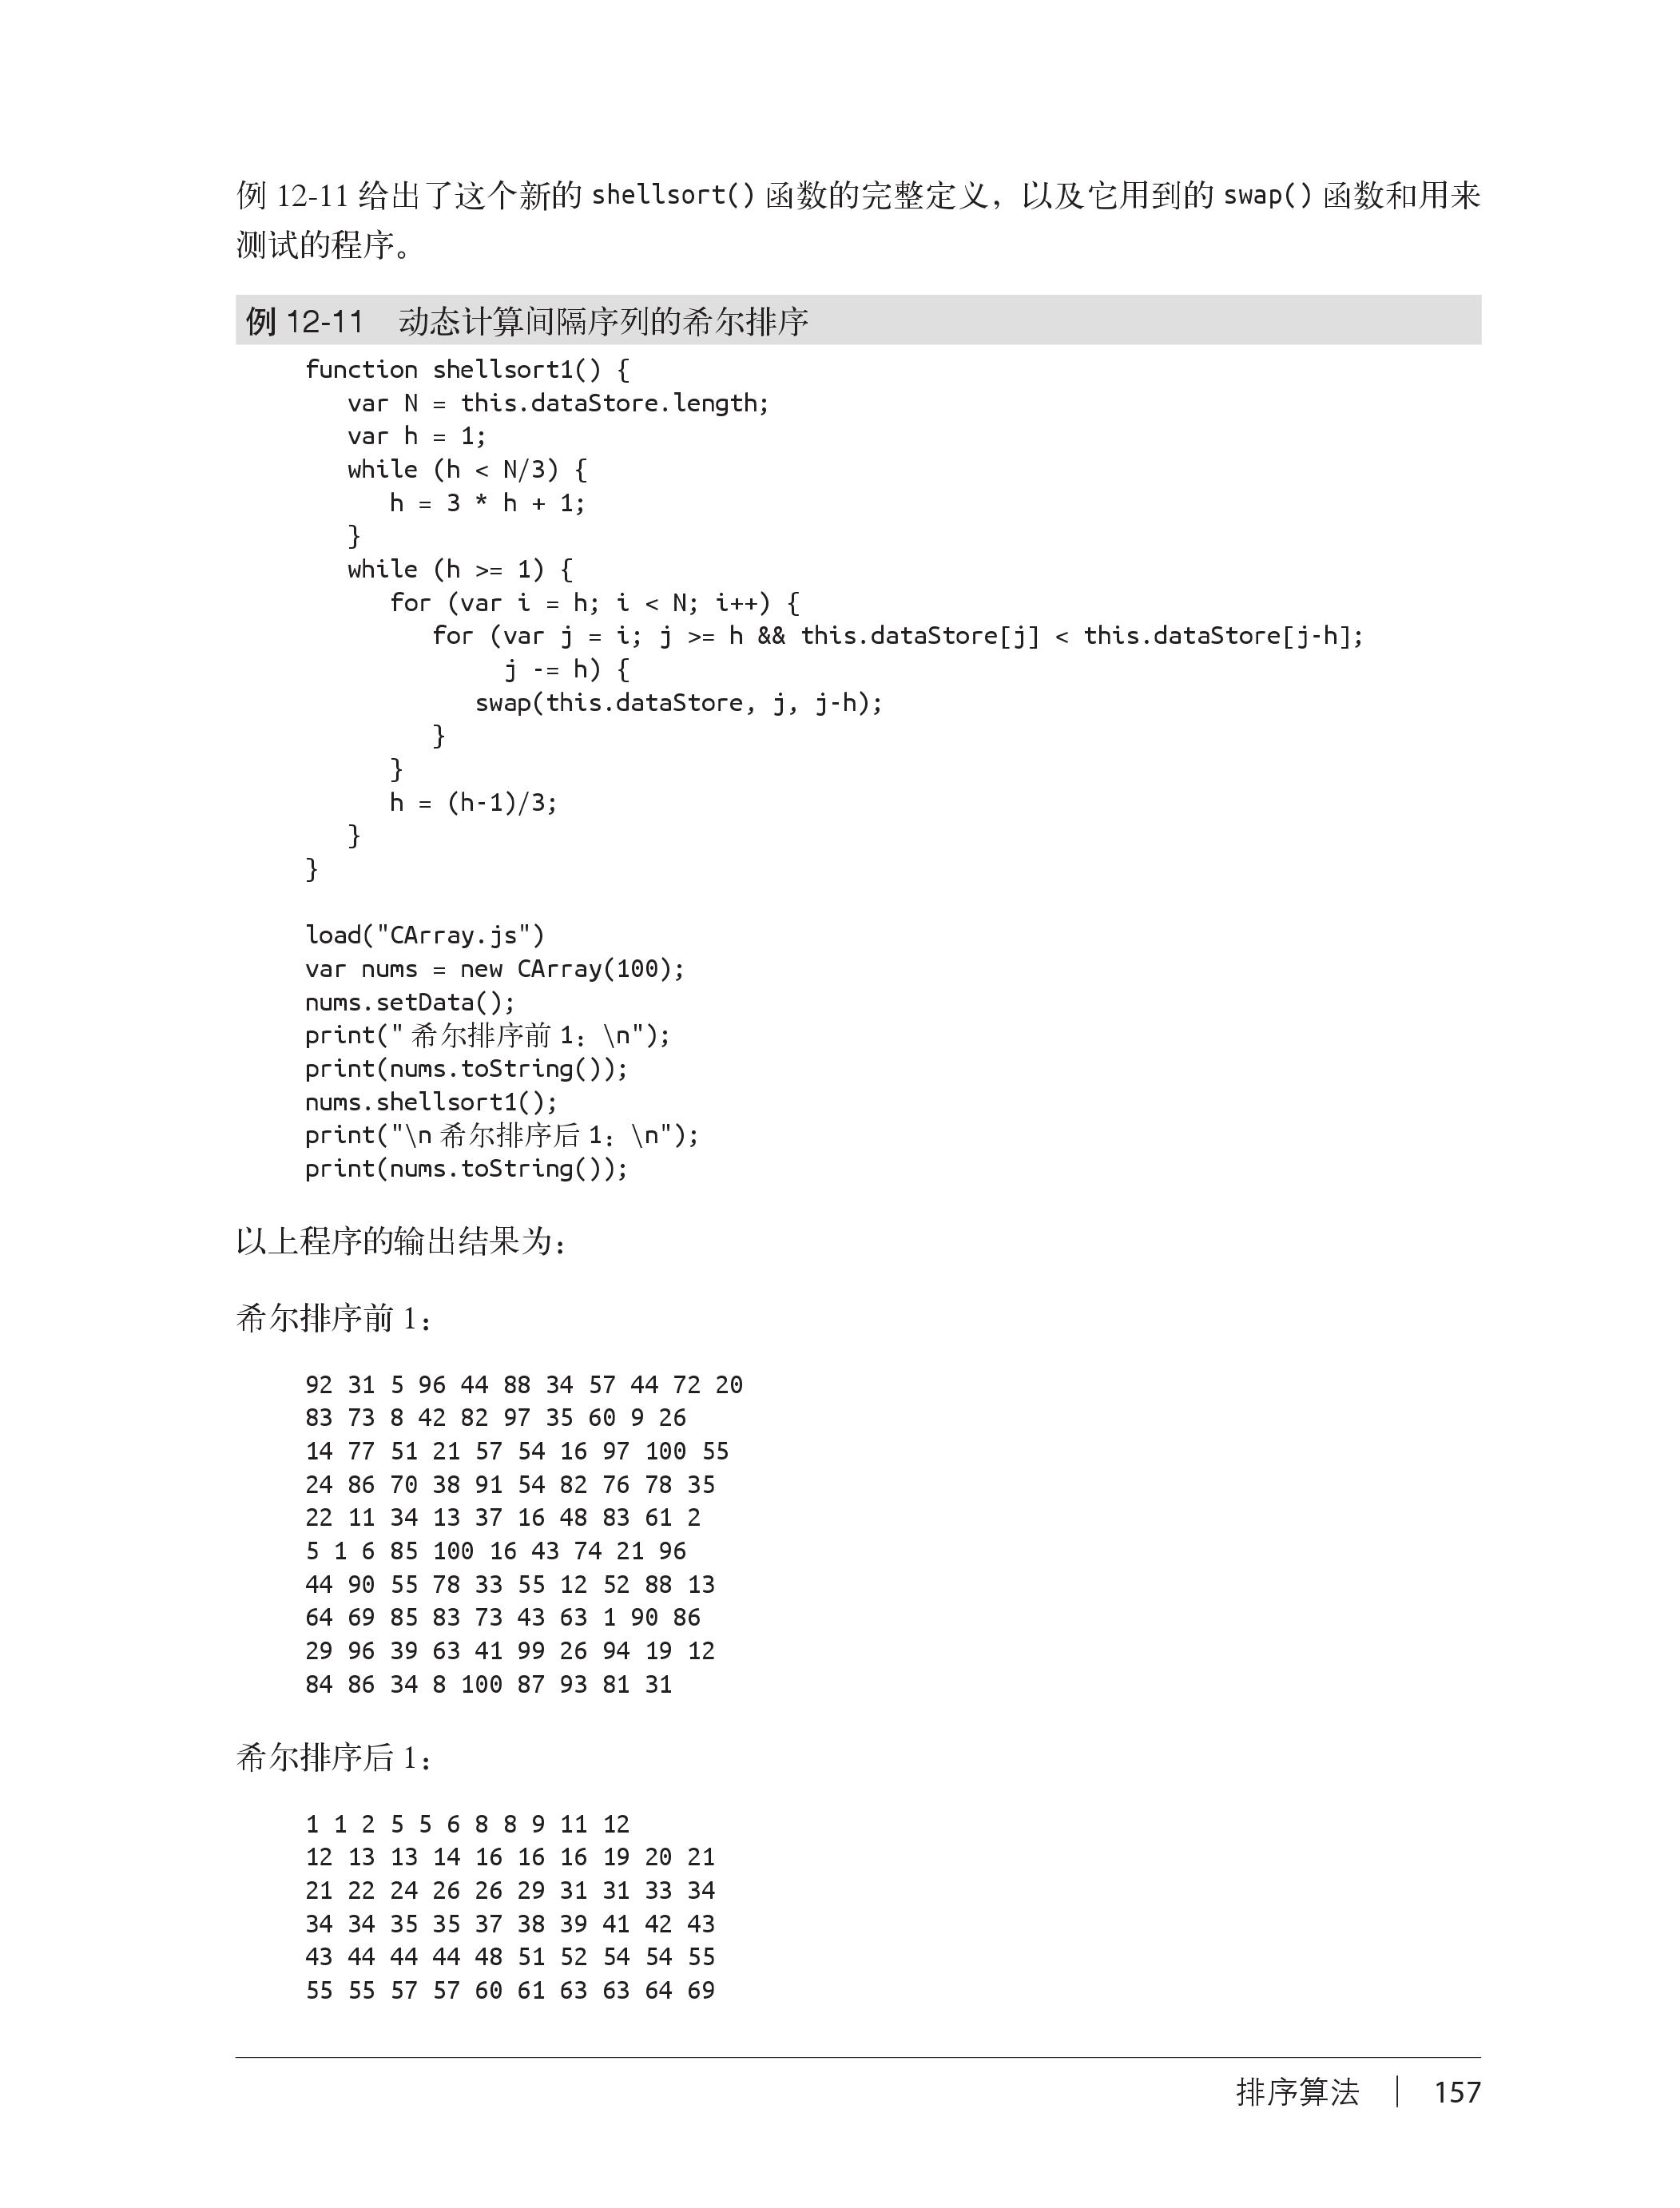 例 12-11 给出了这个新的 shellsort() 函数的完整定义，以及它用到的 swap() 函数和用来
测试的程序。
例 12-11　动态计算间隔序列的希尔排序
function shellsort1() {
   var N = this.dataStore.length;
   var h = 1;
   while (h < N/3) {
      h = 3 * h + 1;
   }
   while (h >= 1) {
      for (var i = h; i < N; i++) {
         for (var j = i; j >= h && this.dataStore[j] < this.dataStore[j-h];
              j -= h) {
            swap(this.dataStore, j, j-h);
         }
      }
      h = (h-1)/3;
   }
}
load("CArray.js")
var nums = new CArray(100);
nums.setData();
print(" 希尔排序前 1：\n");
print(nums.toString());
nums.shellsort1();
print("\n 希尔排序后 1：\n");
print(nums.toString());
以上程序的输出结果为：
希尔排序前 1：
92 31 5 96 44 88 34 57 44 72 20
83 73 8 42 82 97 35 60 9 26
14 77 51 21 57 54 16 97 100 55
24 86 70 38 91 54 82 76 78 35
22 11 34 13 37 16 48 83 61 2
5 1 6 85 100 16 43 74 21 96
44 90 55 78 33 55 12 52 88 13
64 69 85 83 73 43 63 1 90 86
29 96 39 63 41 99 26 94 19 12
84 86 34 8 100 87 93 81 31
希尔排序后 1：
1 1 2 5 5 6 8 8 9 11 12
12 13 13 14 16 16 16 19 20 21
21 22 24 26 26 29 31 31 33 34
34 34 35 35 37 38 39 41 42 43
43 44 44 44 48 51 52 54 54 55
55 55 57 57 60 61 63 63 64 69
排序算法 ｜ 157